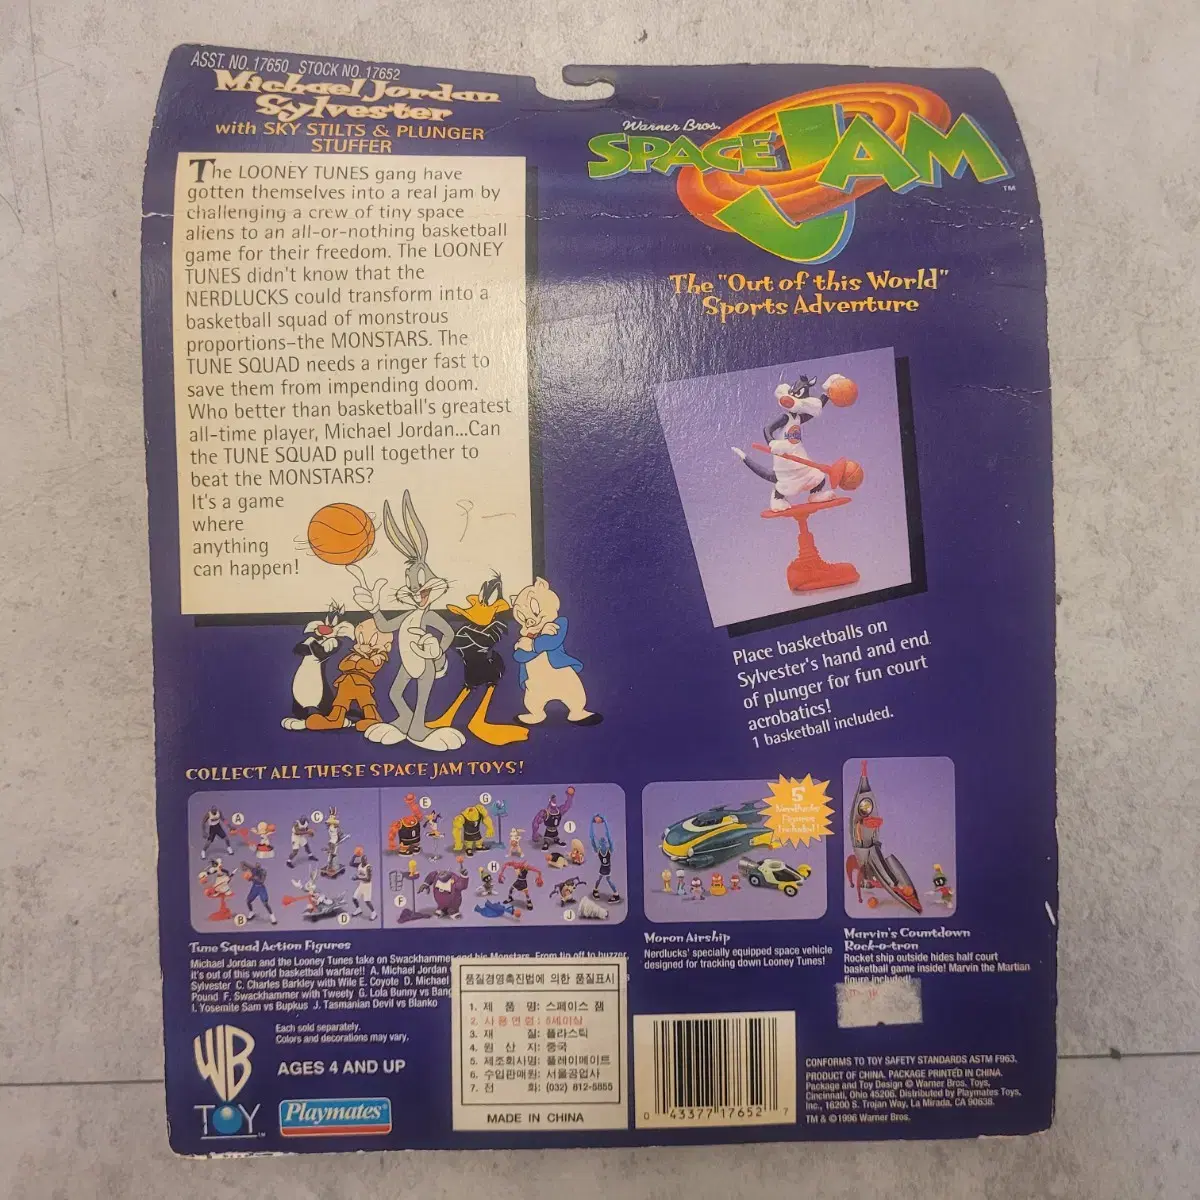 ASST. NO. 17650 STOCK NO. 17652
Michael Jordan
Sylvester
with SKY STILTS & PLUNGER
STUFFER
The LOONEY TUNES gang have
gotten themselves into a real jam by
challenging a crew of tiny space
aliens to an all-or-nothing basketball
game for their freedom. The LOONEY
TUNES didn't know that the
NERDLUCKS could transform into a
basketball squad of monstrous
proportions–the MONSTARS. The
TUNE SQUAD needs a ringer fast to
save them from impending doom.
Who better than basketball's greatest
all-time player, Michael Jordan...Can
the TUNE SQUAD pull together to
beat the MONSTARS?
It's a game
where
anything
can happen!
Warner Bros.
SPACE JAM
TM
The "Out of this World"
Sports Adventure
Place basketballs on
Sylvester's hand and end
of plunger for fun court
acrobatics!
1 basketball included.
COLLECT ALL THESE SPACE JAM TOYS!
A
C
E
G
I
B
D
F
H
J
5
Nerdlucks
Figures
Included!
Tune Squad Action Figures
Michael Jordan and the Looney Tunes take on Swackhammer and his Monstars. From tip off to buzzer,
it's out of this world basketball warfare!! A. Michael Jordan
Sylvester C. Charles Barkley with Wile E. Coyote D. Michael
Pound F. Swackhammer with Tweety G. Lola Bunny vs Bang
I. Yosemite Sam vs Bupkus J. Tasmanian Devil vs Blanko
Moron Airship
Nerdlucks' specially equipped space vehicle
designed for tracking down Looney Tunes!
Marvin's Countdown
Rock-o-tron
Rocket ship outside hides half court
basketball game inside! Marvin the Martian
figure included!
WB
TOY
TM
Each sold separately.
Colors and decorations may vary.
AGES 4 AND UP
Playmates®
품질경영촉진법에 의한 품질표시
1. 제 품 명: 스페이스 잼
2. 사용연령: 8세이상
3. 재 질: 플라스틱
4. 원 산 지: 중국
5. 제조회사명: 플레이메이트
6. 수입판매원: 서울공업사
7. 전 화: (032) 812-5855
MADE IN CHINA
0 43377 17652 7
CONFORMS TO TOY SAFETY STANDARDS ASTM F963.
PRODUCT OF CHINA. PACKAGE PRINTED IN CHINA.
Package and Toy Design © Warner Bros. Toys,
Cincinnati, Ohio 45206. Distributed by Playmates Toys,
Inc., 16200 S. Trojan Way, La Mirada, CA 90638.
TM & ©1996 Warner Bros.